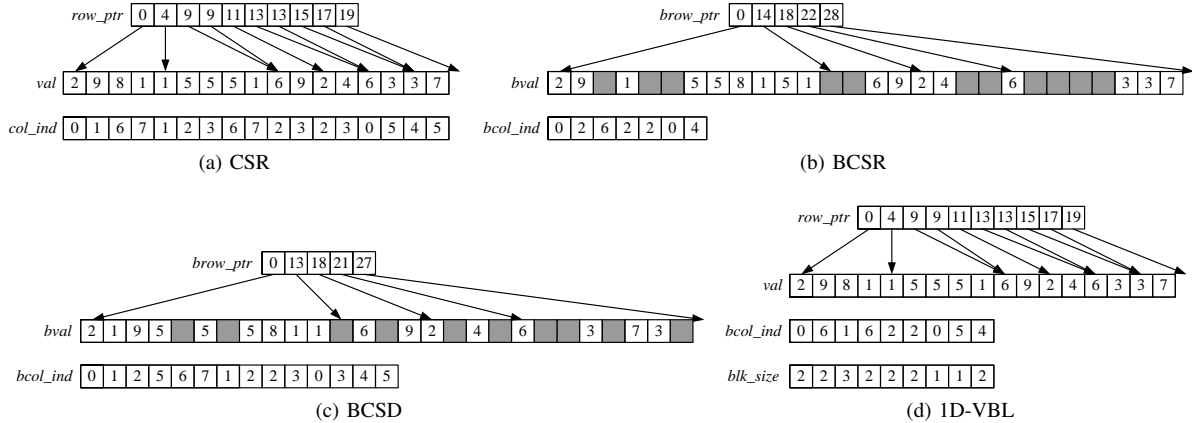 row_ptr 0 4 9 9 11 13 13 15 17 19
val 2 9 8 1 1 5 5 5 1 6 9 2 4 6 3 3 7
col_ind 0 1 6 7 1 2 3 6 7 2 3 2 3 0 5 4 5
(a) CSR
brow_ptr 0 14 18 22 28
bval 2 9 1 5 5 8 1 5 1 6 9 2 4 6 3 3 7
bcol_ind 0 2 6 2 2 0 4
(b) BCSR
brow_ptr 0 13 18 21 27
bval 2 1 9 5 5 5 8 1 1 6 9 2 4 6 3 7 3
bcol_ind 0 1 2 5 6 7 1 2 2 3 0 3 4 5
(c) BCSD
row_ptr 0 4 9 9 11 13 13 15 17 19
val 2 9 8 1 1 5 5 5 1 6 9 2 4 6 3 3 7
bcol_ind 0 6 1 6 2 2 0 5 4
blk_size 2 2 3 2 2 2 1 1 2
(d) 1D-VBL